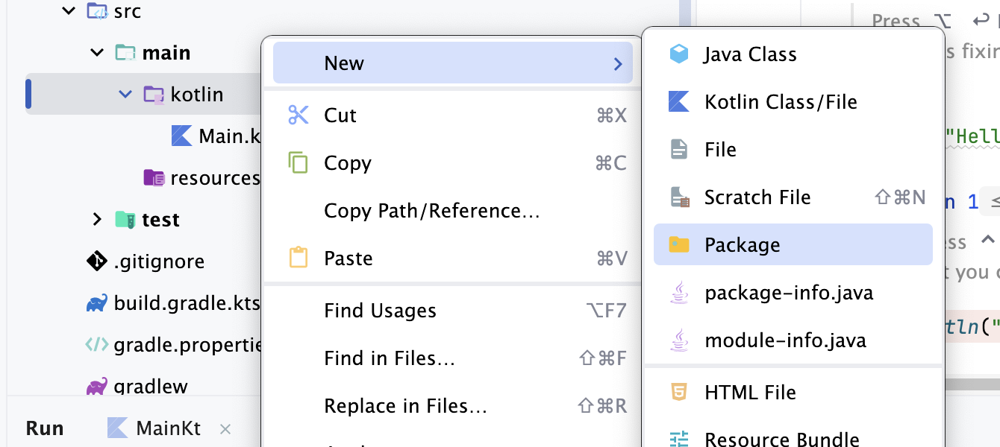 src
main
kotlin
Main.k
resources
test
.gitignore
build.gradle.kts
gradle.propertie
gradlew
Run MainKt ×
New
Cut ⌘X
Copy ⌘C
Copy Path/Reference...
Paste ⌘V
Find Usages ⌥F7
Find in Files... ⇧⌘F
Replace in Files... ⇧⌘R
Java Class
Kotlin Class/File
File
Scratch File ⇧⌘N
Package
package-info.java
module-info.java
HTML File
Resource Bundle
Press ⌥ ↩
s fixin
"Hell
n 1 ≤
ess ^
t you
tln("